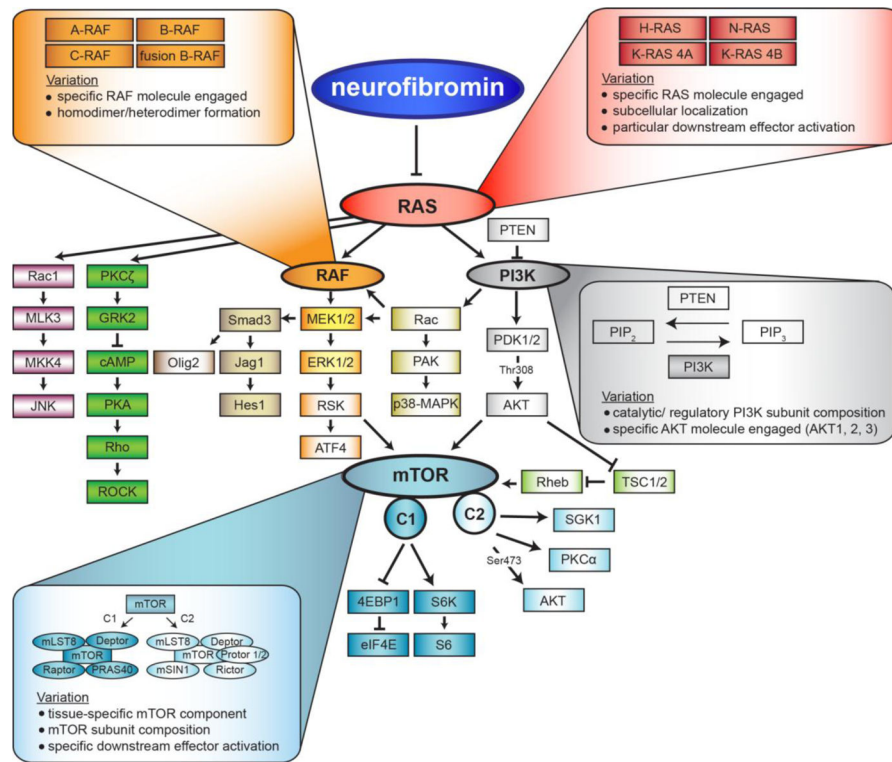 A-RAF B-RAF
C-RAF fusion B-RAF
Variation
• specific RAF molecule engaged
• homodimer/heterodimer formation
neurofibromin
H-RAS N-RAS
K-RAS 4A K-RAS 4B
Variation
• specific RAS molecule engaged
• subcellular localization
• particular downstream effector activation
RAS
PTEN
Rac1 PKCζ RAF PI3K
MLK3 GRK2 Smad3 MEK1/2 Rac PDK1/2
Thr308
MKK4 cAMP Olig2 Jag1 ERK1/2 PAK
JNK PKA Hes1 RSK p38-MAPK AKT
Rho ATF4
ROCK
PTEN
PIP2 PIP3
PI3K
Variation
• catalytic/ regulatory PI3K subunit composition
• specific AKT molecule engaged (AKT1, 2, 3)
mTOR Rheb TSC1/2
C1 C2 SGK1
Ser473 PKCα
4EBP1 S6K AKT
eIF4E S6
mTOR
C1 C2
mLST8 Deptor mLST8 Deptor
mTOR mTOR Protor 1/2
Raptor PRAS40 mSIN1 Rictor
Variation
• tissue-specific mTOR component
• mTOR subunit composition
• specific downstream effector activation